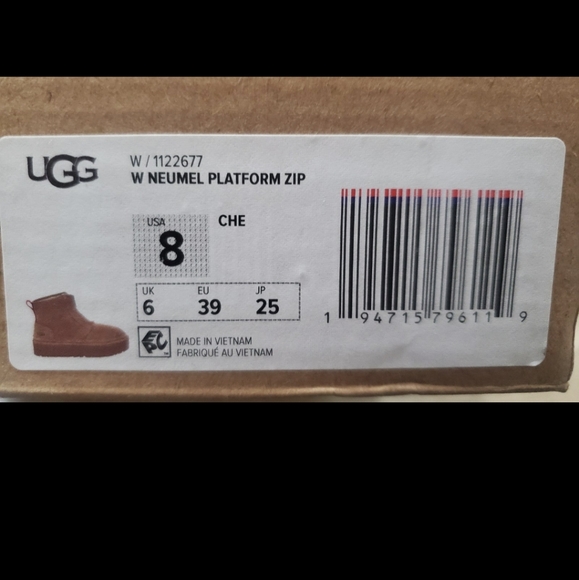 UGG
W / 1122677
W NEUMEL PLATFORM ZIP
USA
8
CHE
UK EU JP
6 39 25
MADE IN VIETNAM
FABRIQUÉ AU VIETNAM
1 94715 79611 9